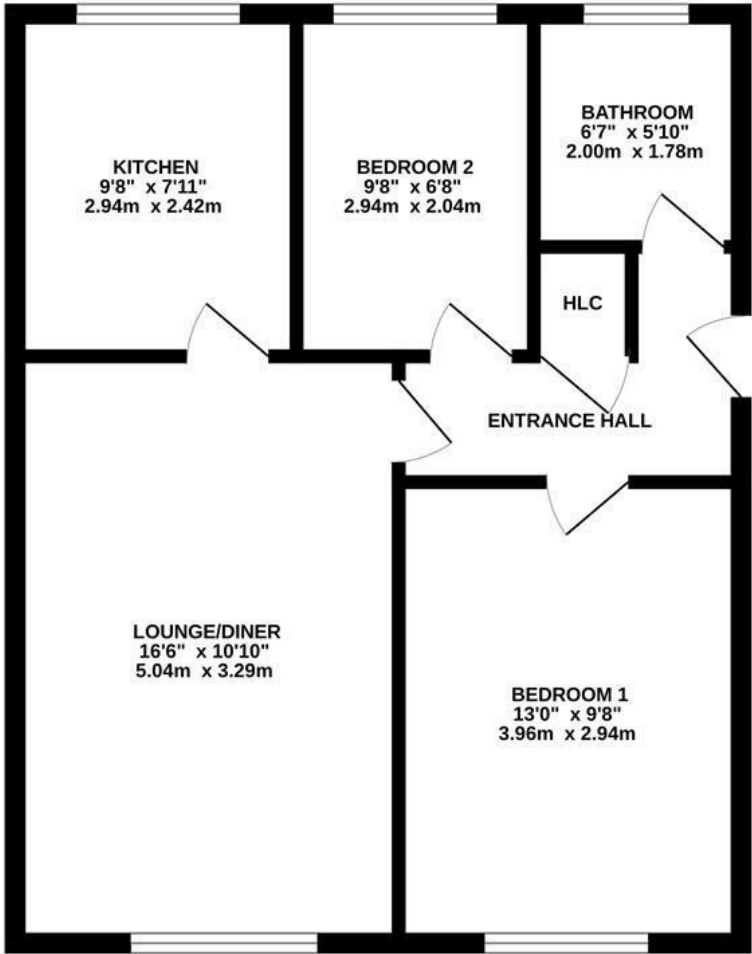 KITCHEN
9'8" x 7'11"
2.94m x 2.42m
BEDROOM 2
9'8" x 6'8"
2.94m x 2.04m
BATHROOM
6'7" x 5'10"
2.00m x 1.78m
HLC
ENTRANCE HALL
LOUNGE/DINER
16'6" x 10'10"
5.04m x 3.29m
BEDROOM 1
13'0" x 9'8"
3.96m x 2.94m